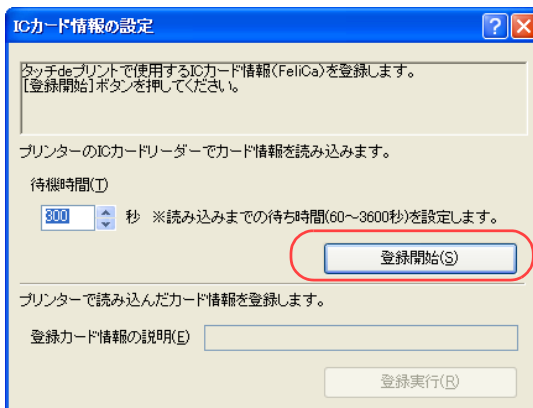 ICカード情報の設定
タッチdeプリントで使用するICカード情報(FeliCa)を登録します。
[登録開始]ボタンを押してください。
プリンターのICカードリーダーでカード情報を読み込みます。
待機時間(T)
300 秒 ※読み込みまでの待ち時間(60～3600秒)を設定します。
登録開始(S)
プリンターで読み込んだカード情報を登録します。
登録カード情報の説明(E)
登録実行(R)